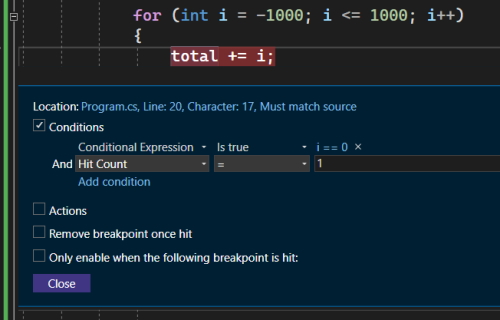 for (int i = -1000; i <= 1000; i++)
{
total += i;
Location: Program.cs, Line: 20, Character: 17, Must match source
Conditions
Conditional Expression Is true i == 0 ×
And Hit Count = 1
Add condition
Actions
Remove breakpoint once hit
Only enable when the following breakpoint is hit:
Close